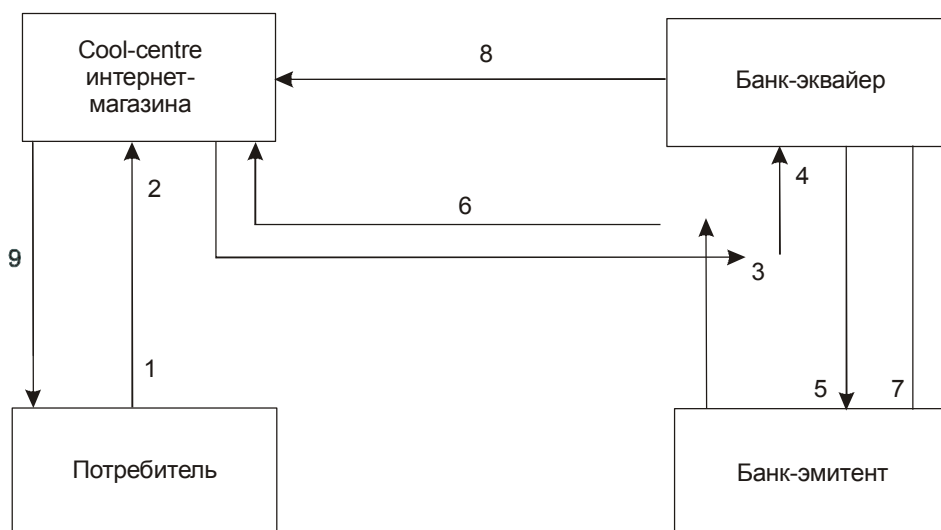 Cool-centre
интернет-
магазина
8
Банк-эквайер
2
4
6
9
3
1
5
7
Потребитель
Банк-эмитент